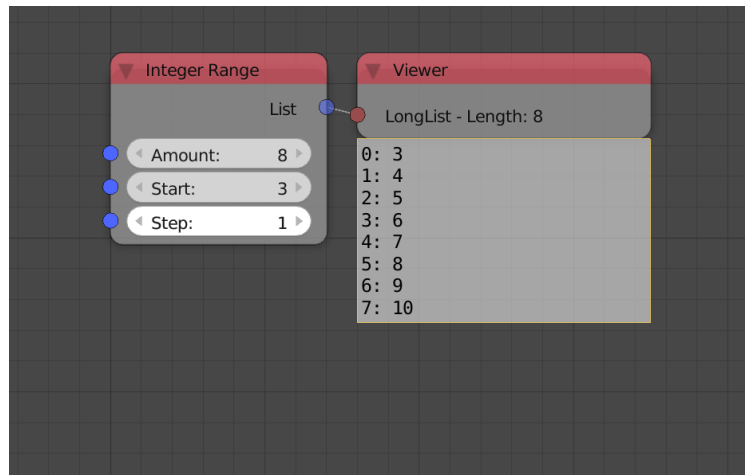 Integer Range
List
Amount: 8
Start: 3
Step: 1
Viewer
LongList - Length: 8
0: 3
1: 4
2: 5
3: 6
4: 7
5: 8
6: 9
7: 10